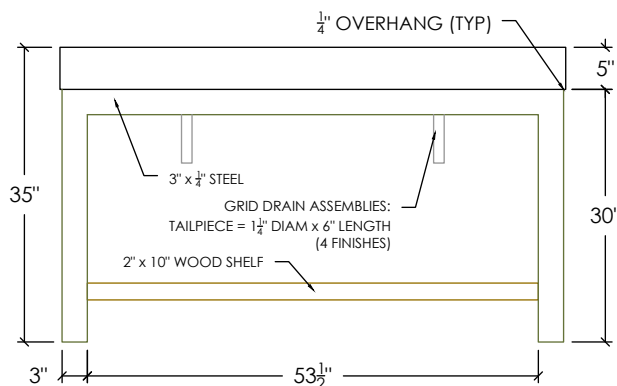 ¼" OVERHANG (TYP)
5"
35"
3" x ¼" STEEL
GRID DRAIN ASSEMBLIES:
TAILPIECE = 1¼" DIAM x 6" LENGTH
(4 FINISHES)
30"
2" x 10" WOOD SHELF
3"
53½"